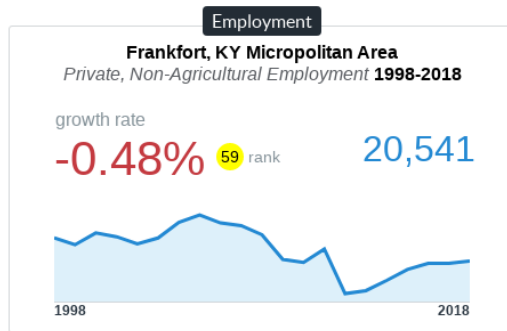 Employment
Frankfort, KY Micropolitan Area
Private, Non-Agricultural Employment 1998-2018
growth rate
-0.48% 59 rank 20,541
1998 2018